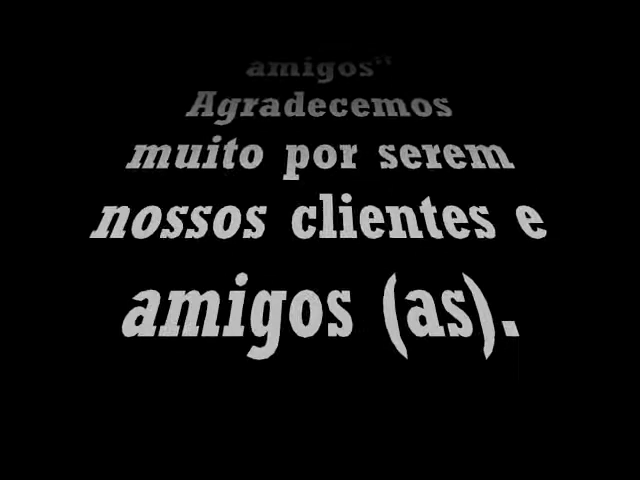 amigos"
Agradecemos
muito por serem
nossos clientes e
amigos (as).